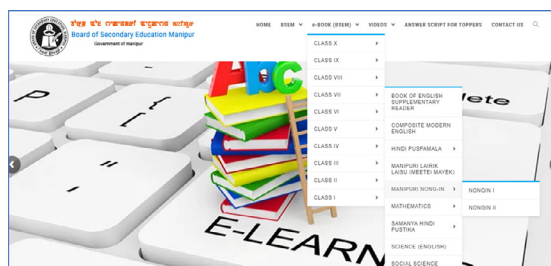 Board of Secondary Education Manipur
Government of manipur
HOME BSEM e-BOOK (BSEM) VIDEOS ANSWER SCRIPT FOR TOPPERS CONTACT US
CLASS X
CLASS IX
CLASS VIII
CLASS VII
CLASS VI
CLASS V
CLASS IV
CLASS III
CLASS II
CLASS I
BOOK OF ENGLISH
SUPPLEMENTARY
READER
COMPOSITE MODERN
ENGLISH
HINDI PUSPAMALA
MANIPURI LAIRIK
LAISU (MEETEI MAYEK)
MANIPURI NONG-IN
MATHEMATICS
SAMANYA HINDI
PUSTIKA
SCIENCE (ENGLISH)
SOCIAL SCIENCE
NONGIN I
NONGIN II
ABC
E-LEARN